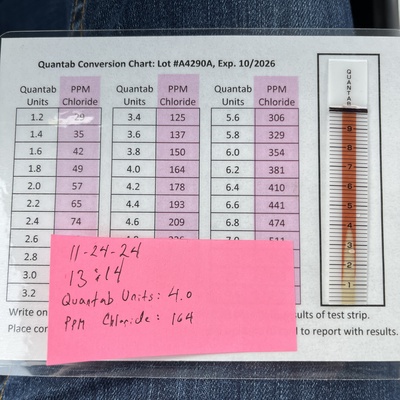 Quantab Conversion Chart: Lot #A4290A, Exp. 10/2026
Quantab Units PPM Chloride Quantab Units PPM Chloride Quantab Units PPM Chloride
1.2 3.4 125 5.6 306
1.4 35 3.6 137 5.8 329
1.6 42 3.8 150 6.0 354
1.8 49 4.0 164 6.2 381
2.0 57 4.2 178 6.4 410
2.2 65 4.4 193 6.6 441
2.4 74 4.6 209 6.8 474
2.6
2.8
3.0
3.2
11-24-24
Quantab Units: 4.0
PPM Chloride: 164
Write on
ults of test strip.
Place
to report with results.
QUANTAB
9
8
7
6
5
4
3
2
1